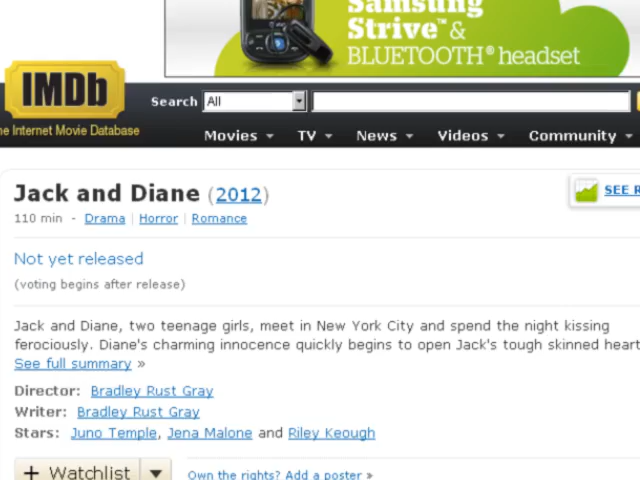 Samsung
Strive™ &
BLUETOOTH® headset
IMDb
Search All
e Internet Movie Database
Movies TV News Videos Community
Jack and Diane (2012)
SEE R
110 min - Drama | Horror | Romance
Not yet released
(voting begins after release)
Jack and Diane, two teenage girls, meet in New York City and spend the night kissing
ferociously. Diane's charming innocence quickly begins to open Jack's tough skinned heart
See full summary »
Director: Bradley Rust Gray
Writer: Bradley Rust Gray
Stars: Juno Temple, Jena Malone and Riley Keough
+ Watchlist
Own the rights? Add a poster »